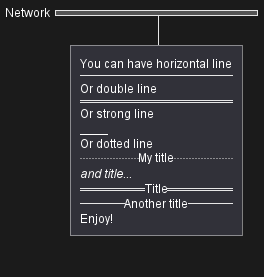 Network
You can have horizontal line
Or double line
Or strong line
Or dotted line
My title
and title...
Title
Another title
Enjoy!